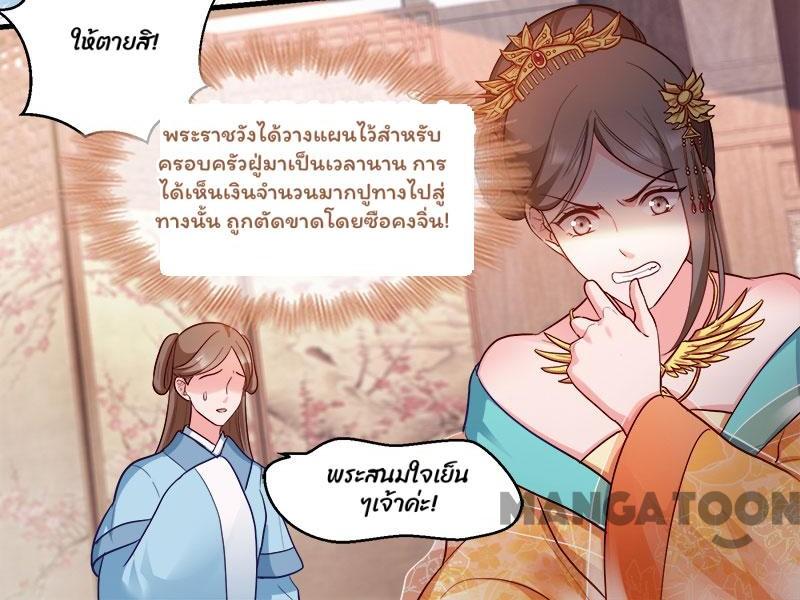 ให้ตายสิ!
พระราชวังได้วางแผนไว้สำหรับ
ครอบครัวฝู่มาเป็นเวลานาน การ
ได้เห็นเงินจำนวนมากปูทางไปสู่
ทางนั้น ถูกตัดขาดโดยซือคงจิ่น!
พระสนมใจเย็น
ๆเจ้าค่ะ!
MANGATOON